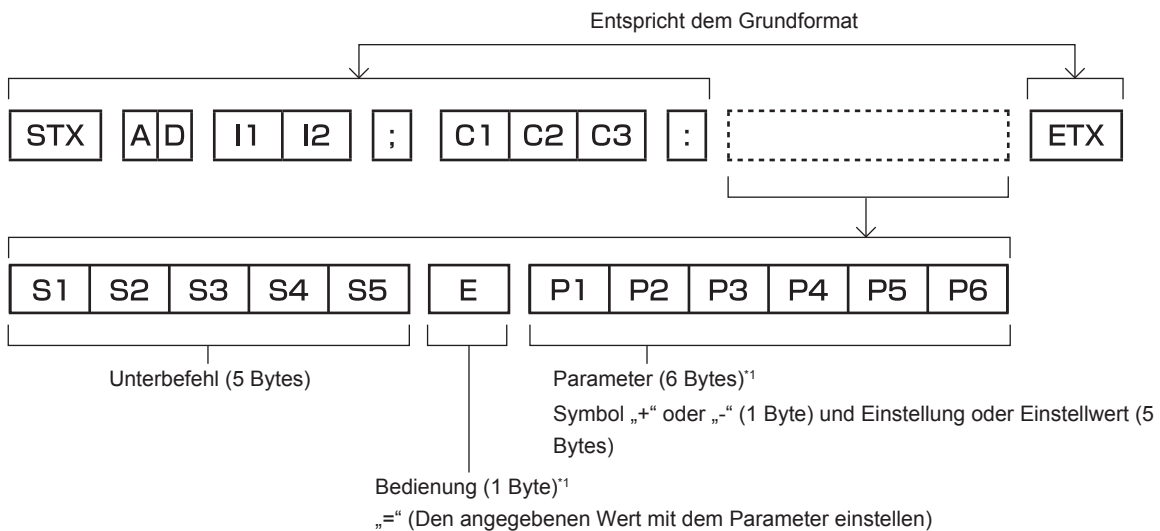 Entspricht dem Grundformat
STX A D I1 I2 ; C1 C2 C3 : ETX
S1 S2 S3 S4 S5 E P1 P2 P3 P4 P5 P6
Unterbefehl (5 Bytes)
Parameter (6 Bytes)*1
Symbol „+“ oder „-“ (1 Byte) und Einstellung oder Einstellwert (5
Bytes)
Bedienung (1 Byte)*1
„=“ (Den angegebenen Wert mit dem Parameter einstellen)